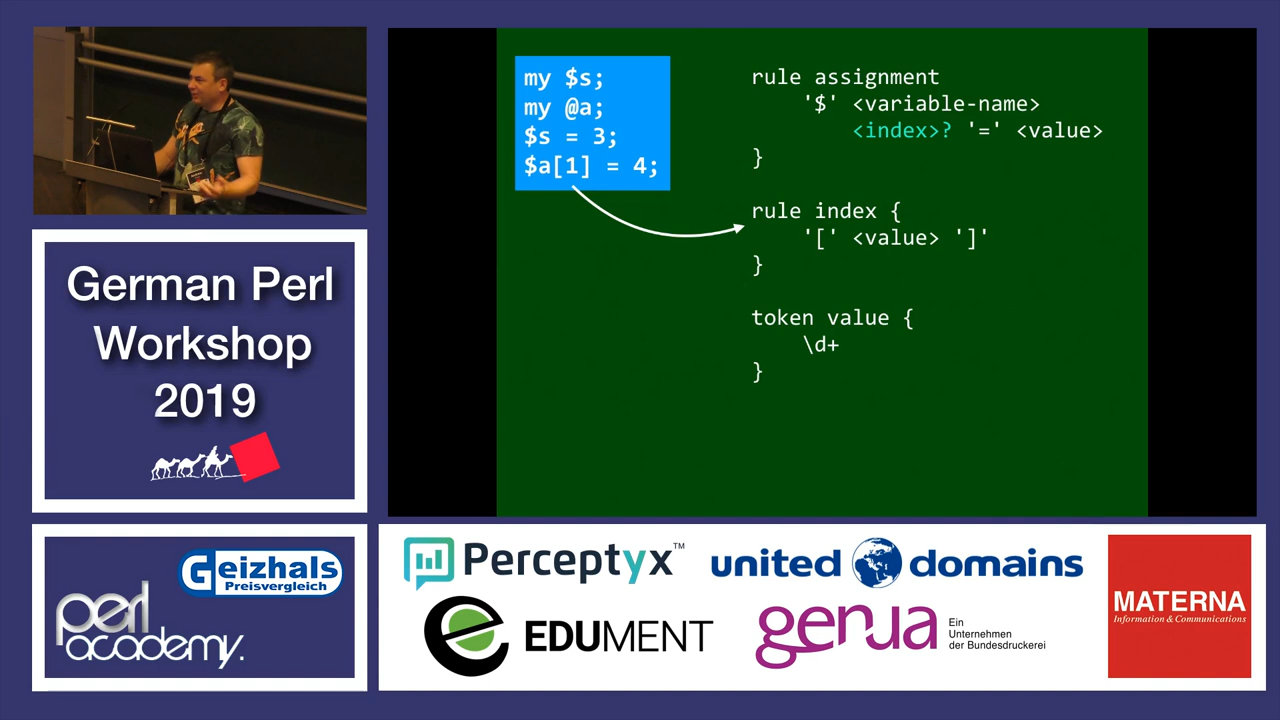 my $s;
my @a;
$s = 3;
$a[1] = 4;
rule assignment
'$' <variable-name>
<index>? '=' <value>
}
rule index {
'[' <value> ']'
}
token value {
\d+
}
German Perl
Workshop
2019
Geizhals
Preisvergleich
perl
academy.
Perceptyx™
united domains
EDUMENT
genua
Ein
Unternehmen
der Bundesdruckerei
MATERNA
Information & Communications